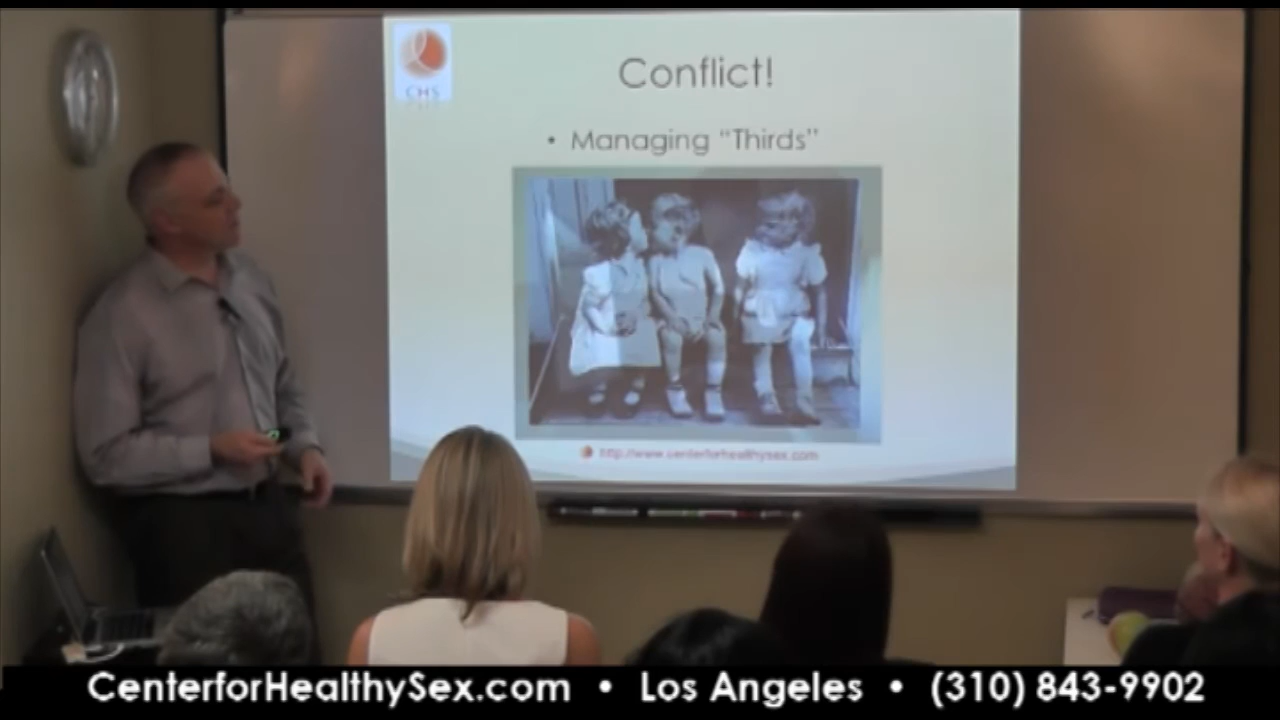 CHS
Conflict!
• Managing “Thirds”
http://www.centerforhealthysex.com
CenterforHealthySex.com • Los Angeles • (310) 843-9902